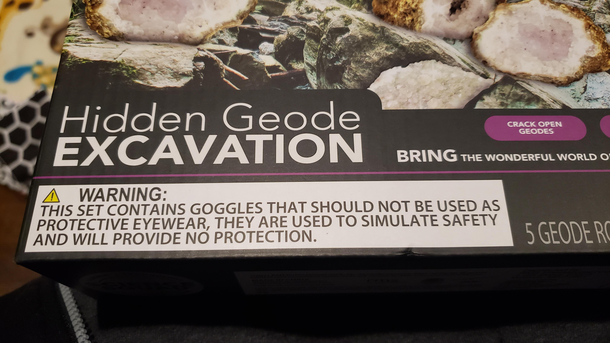 Hidden Geode
EXCAVATION
CRACK OPEN
GEODES
BRING THE WONDERFUL WORLD
WARNING:
THIS SET CONTAINS GOGGLES THAT SHOULD NOT BE USED AS
PROTECTIVE EYEWEAR, THEY ARE USED TO SIMULATE SAFETY
AND WILL PROVIDE NO PROTECTION.
5 GEODE